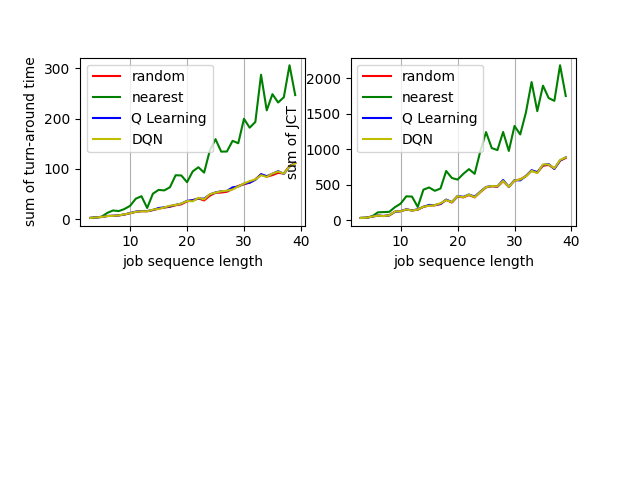 sum of turn-around time
300
200
100
0
10
20
30
40
job sequence length
random
nearest
Q Learning
DQN
sum of JCT
2000
1500
1000
500
0
10
20
30
40
job sequence length
random
nearest
Q Learning
DQN